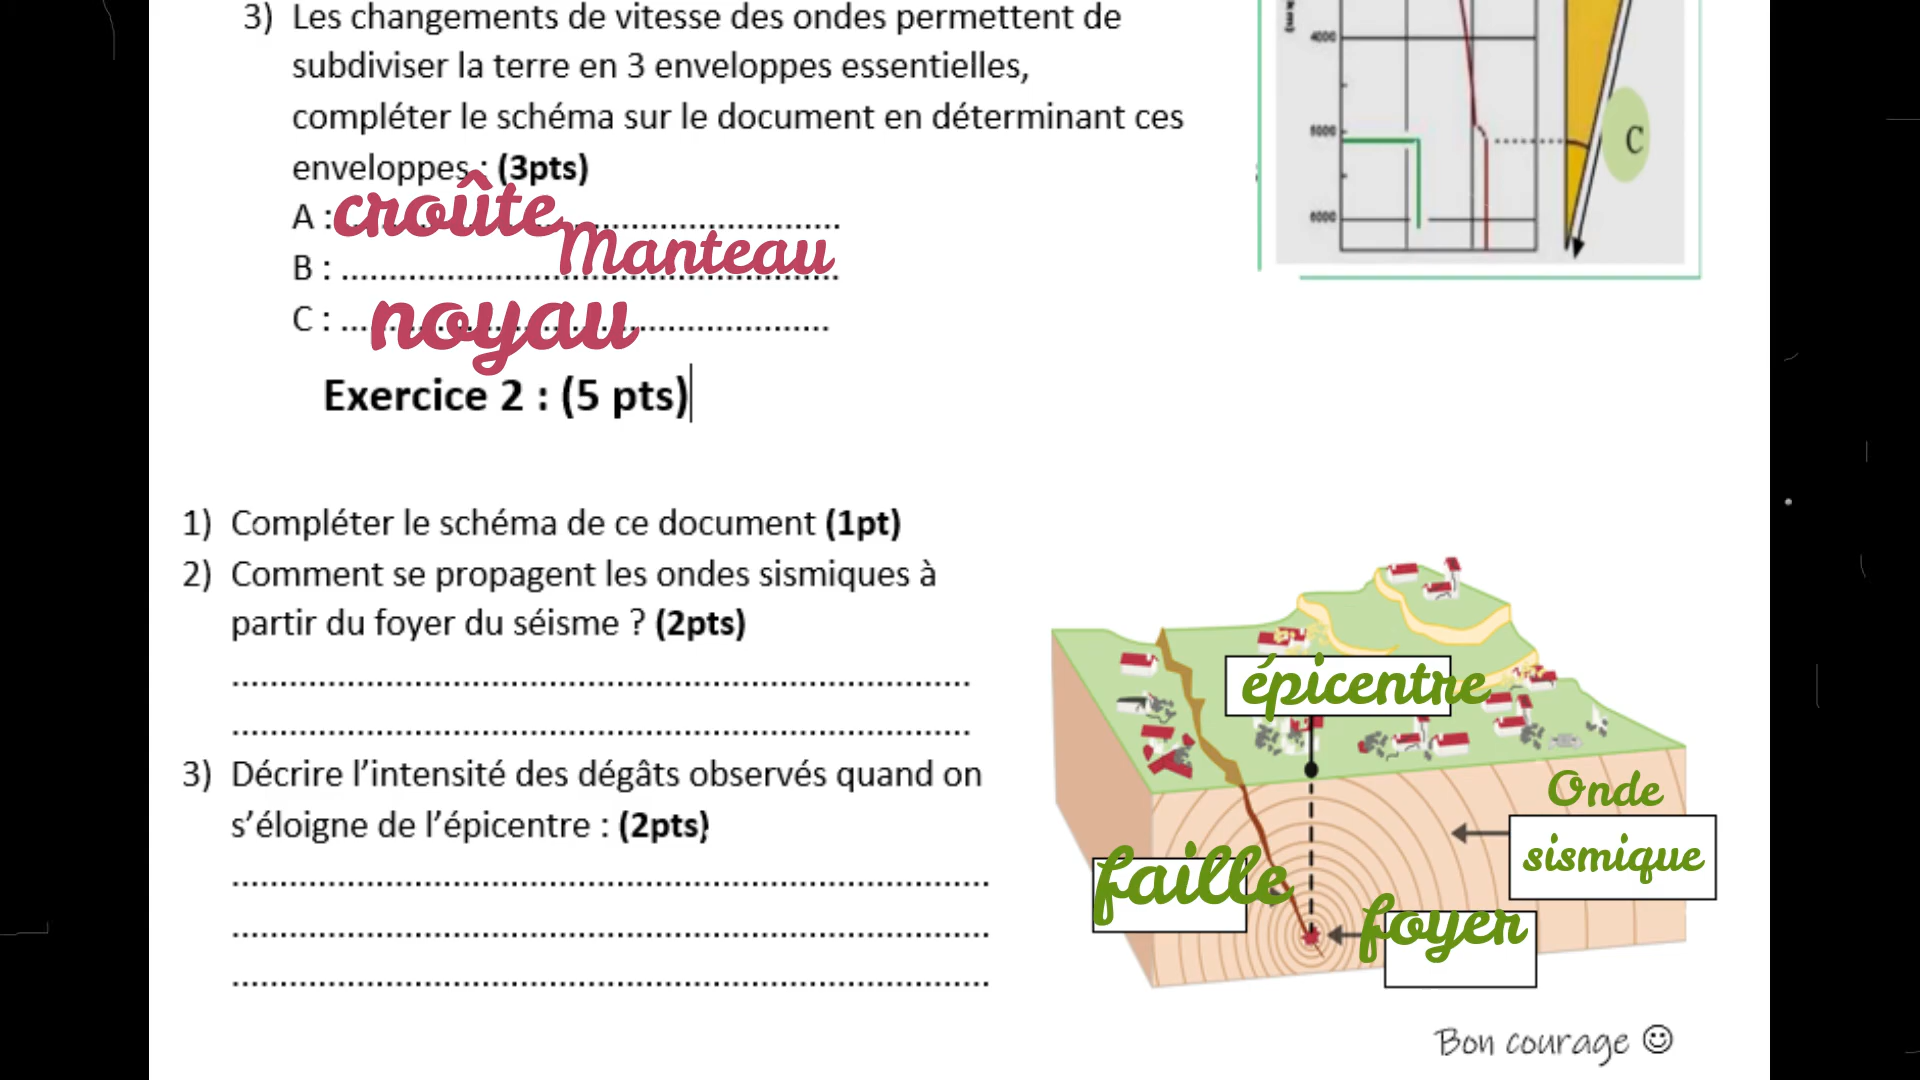 3) Les changements de vitesse des ondes permettent de
subdiviser la terre en 3 enveloppes essentielles,
compléter le schéma sur le document en déterminant ces
enveloppes : (3pts)
A : croûte
B : .................................................... Manteau
C : .................................................... noyau
4000
5000
6000
C
Exercice 2 : (5 pts)
1) Compléter le schéma de ce document (1pt)
2) Comment se propagent les ondes sismiques à
partir du foyer du séisme ? (2pts)
..............................................................................
..............................................................................
3) Décrire l’intensité des dégâts observés quand on
s’éloigne de l’épicentre : (2pts)
................................................................................
................................................................................
................................................................................
épicentre
Onde
sismique
faille
foyer
Bon courage ☺